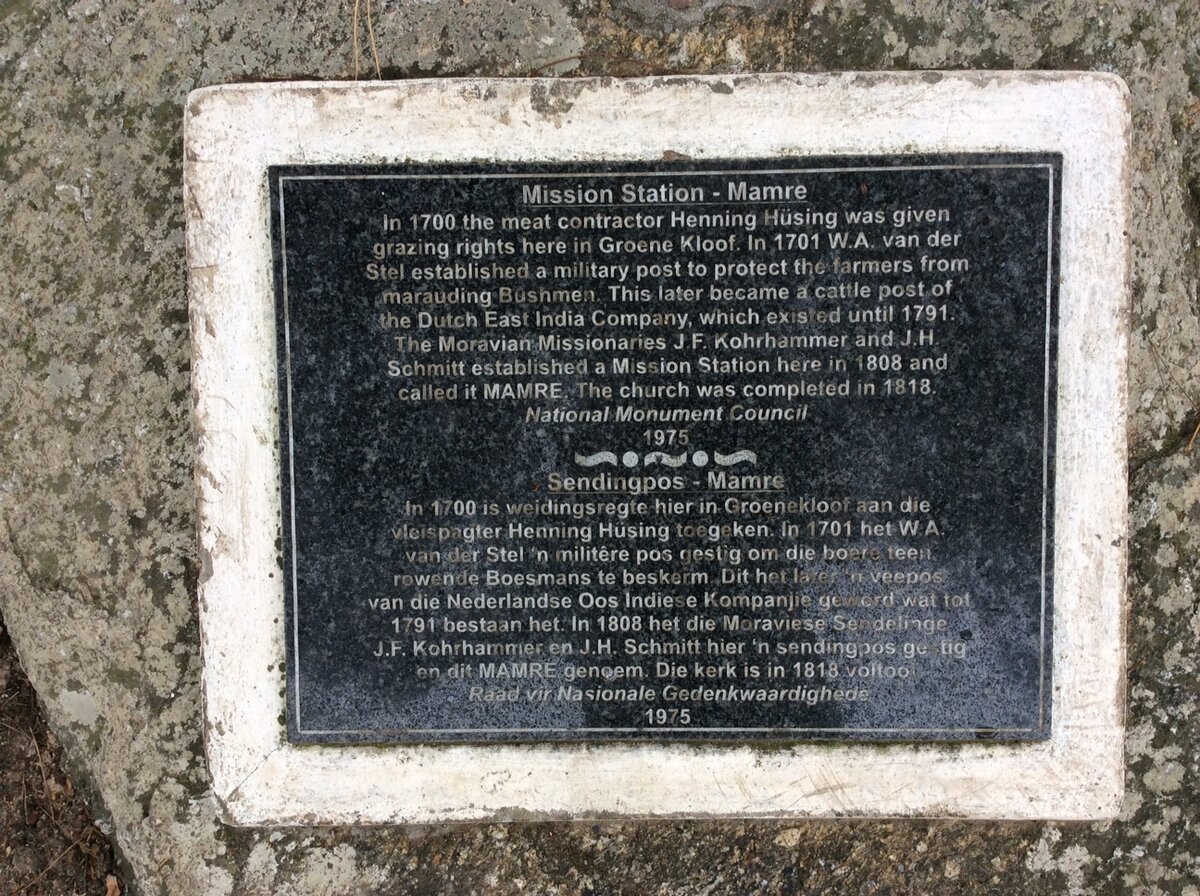 Mission Station - Mamre
In 1700 the meat contractor Henning Hüsing was given
grazing rights here in Groene Kloof. In 1701 W.A. van der
Stel established a military post to protect the farmers from
marauding Bushmen. This later became a cattle post of
the Dutch East India Company, which existed until 1791.
The Moravian Missionaries J.F. Kohrhammer and J.H.
Schmitt established a Mission Station here in 1808 and
called it MAMRE. The church was completed in 1818.
National Monument Council
1975
Sendingpos - Mamre
In 1700 is weidingsregte hier in Groenekloof aan die
vleispagter Henning Hüsing toegeken. In 1701 het W.A.
van der Stel 'n militêre pos gestig om die boere teen
rowende Boesmans te beskerm. Dit het later 'n veepos
van die Nederlandse Oos Indiese Kompanjie geword wat tot
1791 bestaan het. In 1808 het die Moraviese Sendelinge
J.F. Kohrhammer en J.H. Schmitt hier 'n sendingpos gestig
en dit MAMRE genoem. Die kerk is in 1818 voltooi
Raad vir Nasionale Gedenkwaardighede
1975